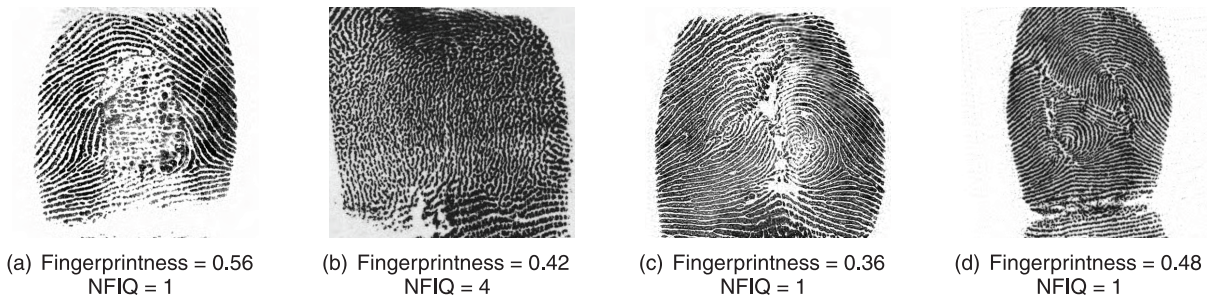 (a) Fingerprintness = 0.56
NFIQ = 1
(b) Fingerprintness = 0.42
NFIQ = 4
(c) Fingerprintness = 0.36
NFIQ = 1
(d) Fingerprintness = 0.48
NFIQ = 1